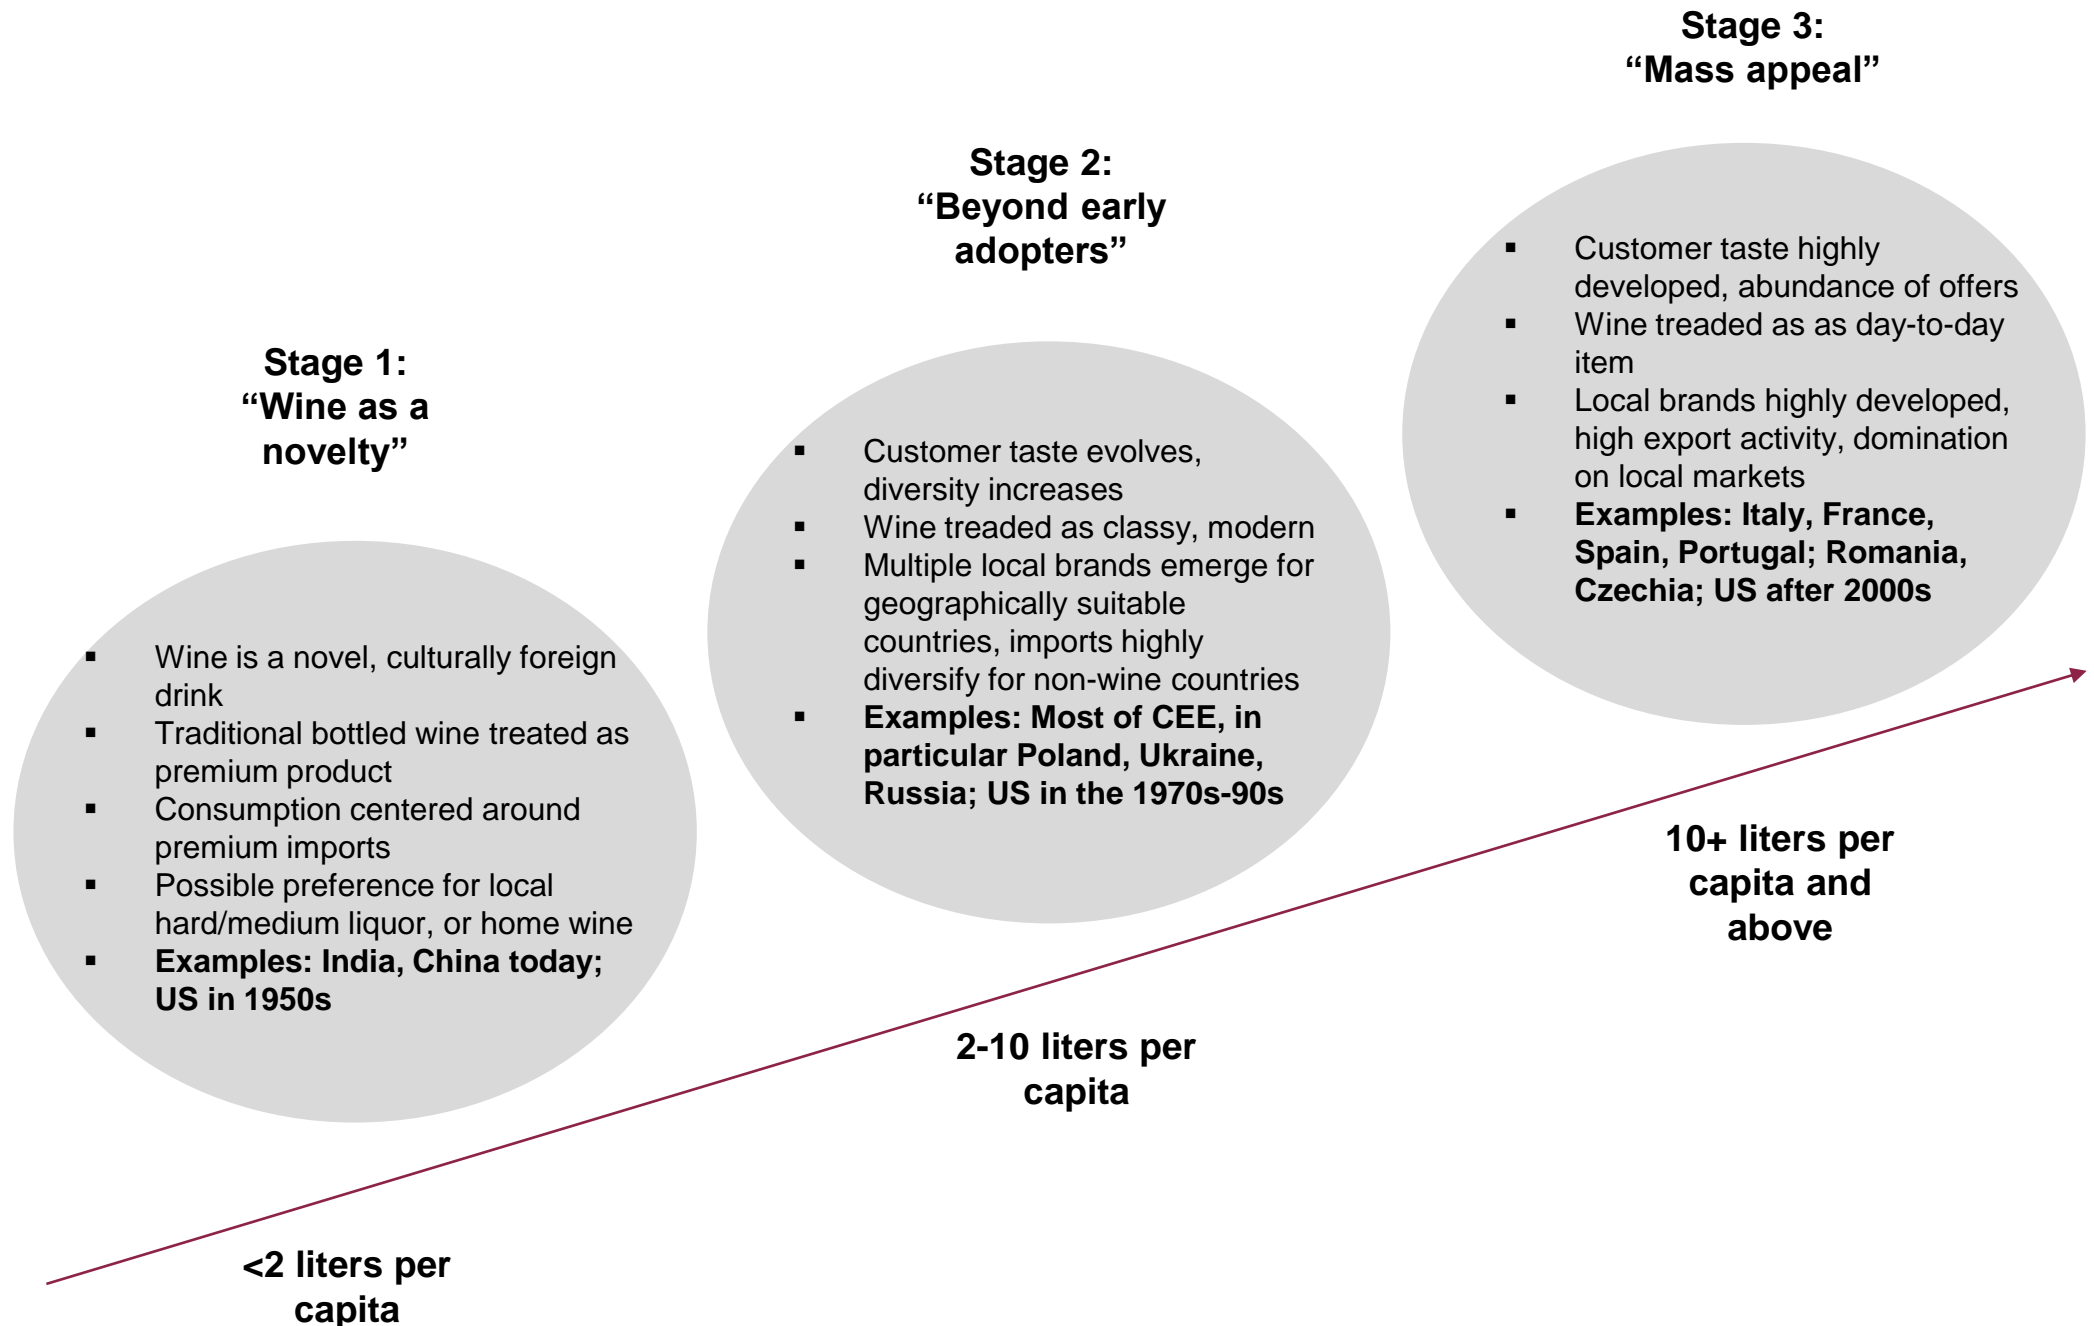 Stage 1:
“Wine as a
novelty”
▪ Wine is a novel, culturally foreign
drink
▪ Traditional bottled wine treated as
premium product
▪ Consumption centered around
premium imports
▪ Possible preference for local
hard/medium liquor, or home wine
▪ Examples: India, China today;
US in 1950s
<2 liters per
capita
Stage 2:
“Beyond early
adopters”
▪ Customer taste evolves,
diversity increases
▪ Wine treaded as classy, modern
▪ Multiple local brands emerge for
geographically suitable
countries, imports highly
diversify for non-wine countries
▪ Examples: Most of CEE, in
particular Poland, Ukraine,
Russia; US in the 1970s-90s
2-10 liters per
capita
Stage 3:
“Mass appeal”
▪ Customer taste highly
developed, abundance of offers
▪ Wine treaded as as day-to-day
item
▪ Local brands highly developed,
high export activity, domination
on local markets
▪ Examples: Italy, France,
Spain, Portugal; Romania,
Czechia; US after 2000s
10+ liters per
capita and
above